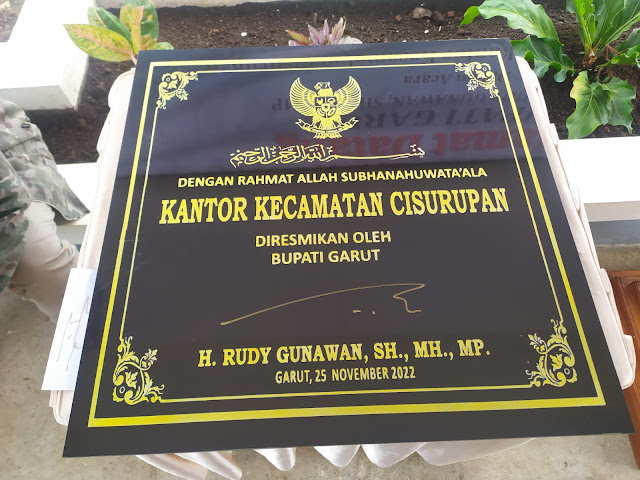 بسم الله الرحمن الرحيم
DENGAN RAHMAT ALLAH SUBHANAHUWATA'ALA
KANTOR KECAMATAN CISURUPAN
DIRESMIKAN OLEH
BUPATI GARUT
H. RUDY GUNAWAN, SH., MH., MP.
GARUT, 25 NOVEMBER 2022
Acara